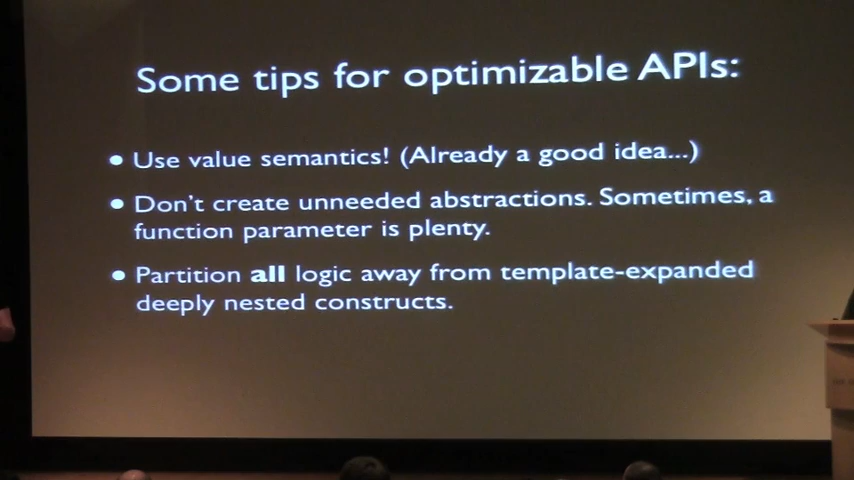 Some tips for optimizable APIs:
• Use value semantics! (Already a good idea...)
• Don't create unneeded abstractions. Sometimes, a
function parameter is plenty.
• Partition all logic away from template-expanded
deeply nested constructs.